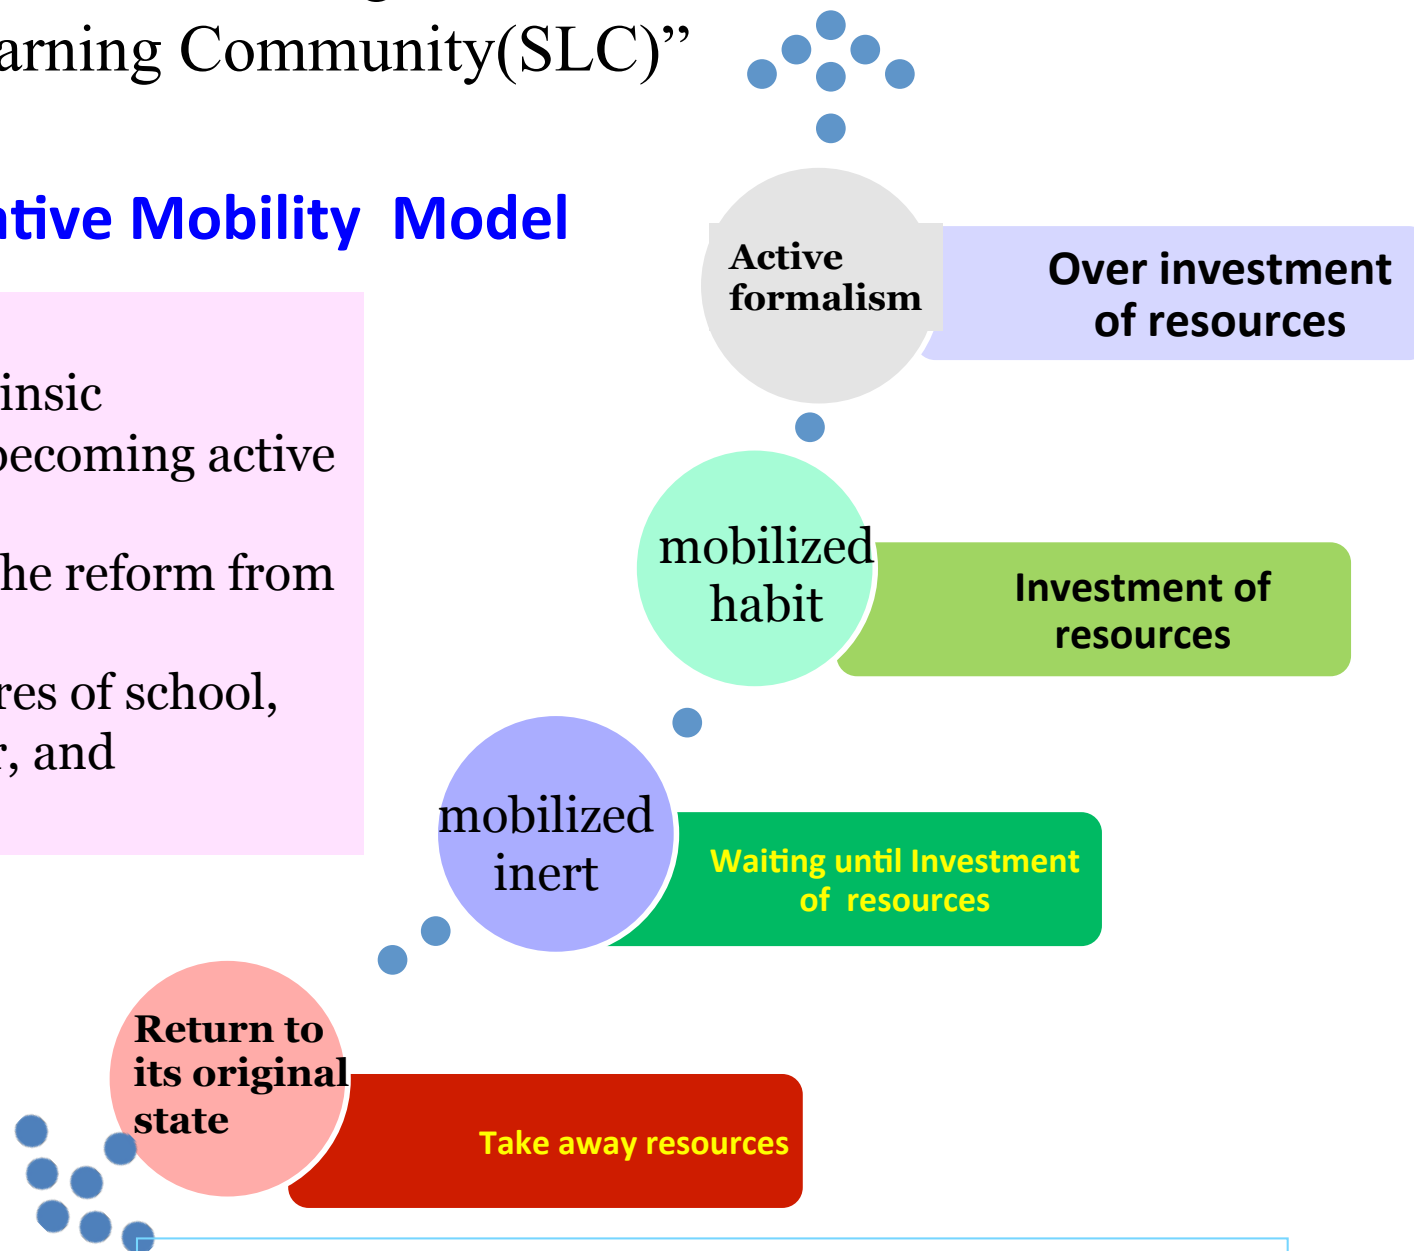 arning Community(SLC)”
ative Mobility Model
insic
becoming active
he reform from
res of school,
r, and
Active
formalism
Over investment
of resources
mobilized
habit
Investment of
resources
mobilized
inert
Waiting until Investment
of resources
Return to
its original
state
Take away resources